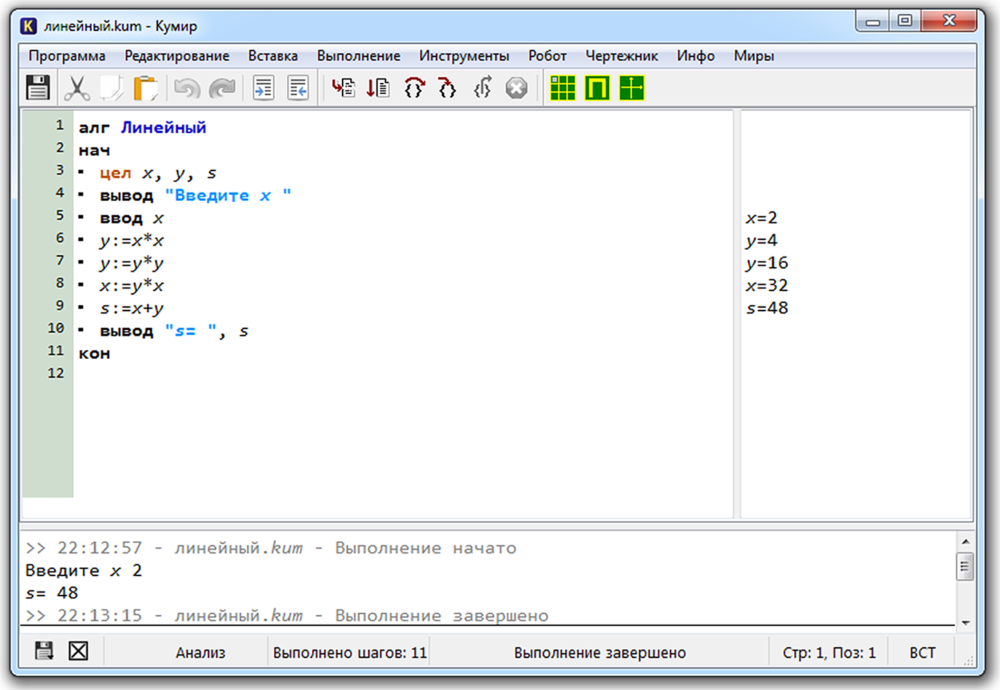 линейный.kum - Кумир
Программа Редактирование Вставка Выполнение Инструменты Робот Чертежник Инфо Миры
1 алг Линейный
2 нач
3 цел x, y, s
4 вывод "Введите x "
5 ввод x x=2
6 y:=x*x y=4
7 y:=y*y y=16
8 x:=y*x x=32
9 s:=x+y s=48
10 вывод "s= ", s
11 кон
12
>> 22:12:57 - линейный.kum - Выполнение начато
Введите x 2
s= 48
>> 22:13:15 - линейный.kum - Выполнение завершено
Анализ Выполнено шагов: 11 Выполнение завершено Стр: 1, Поз: 1 ВСТ